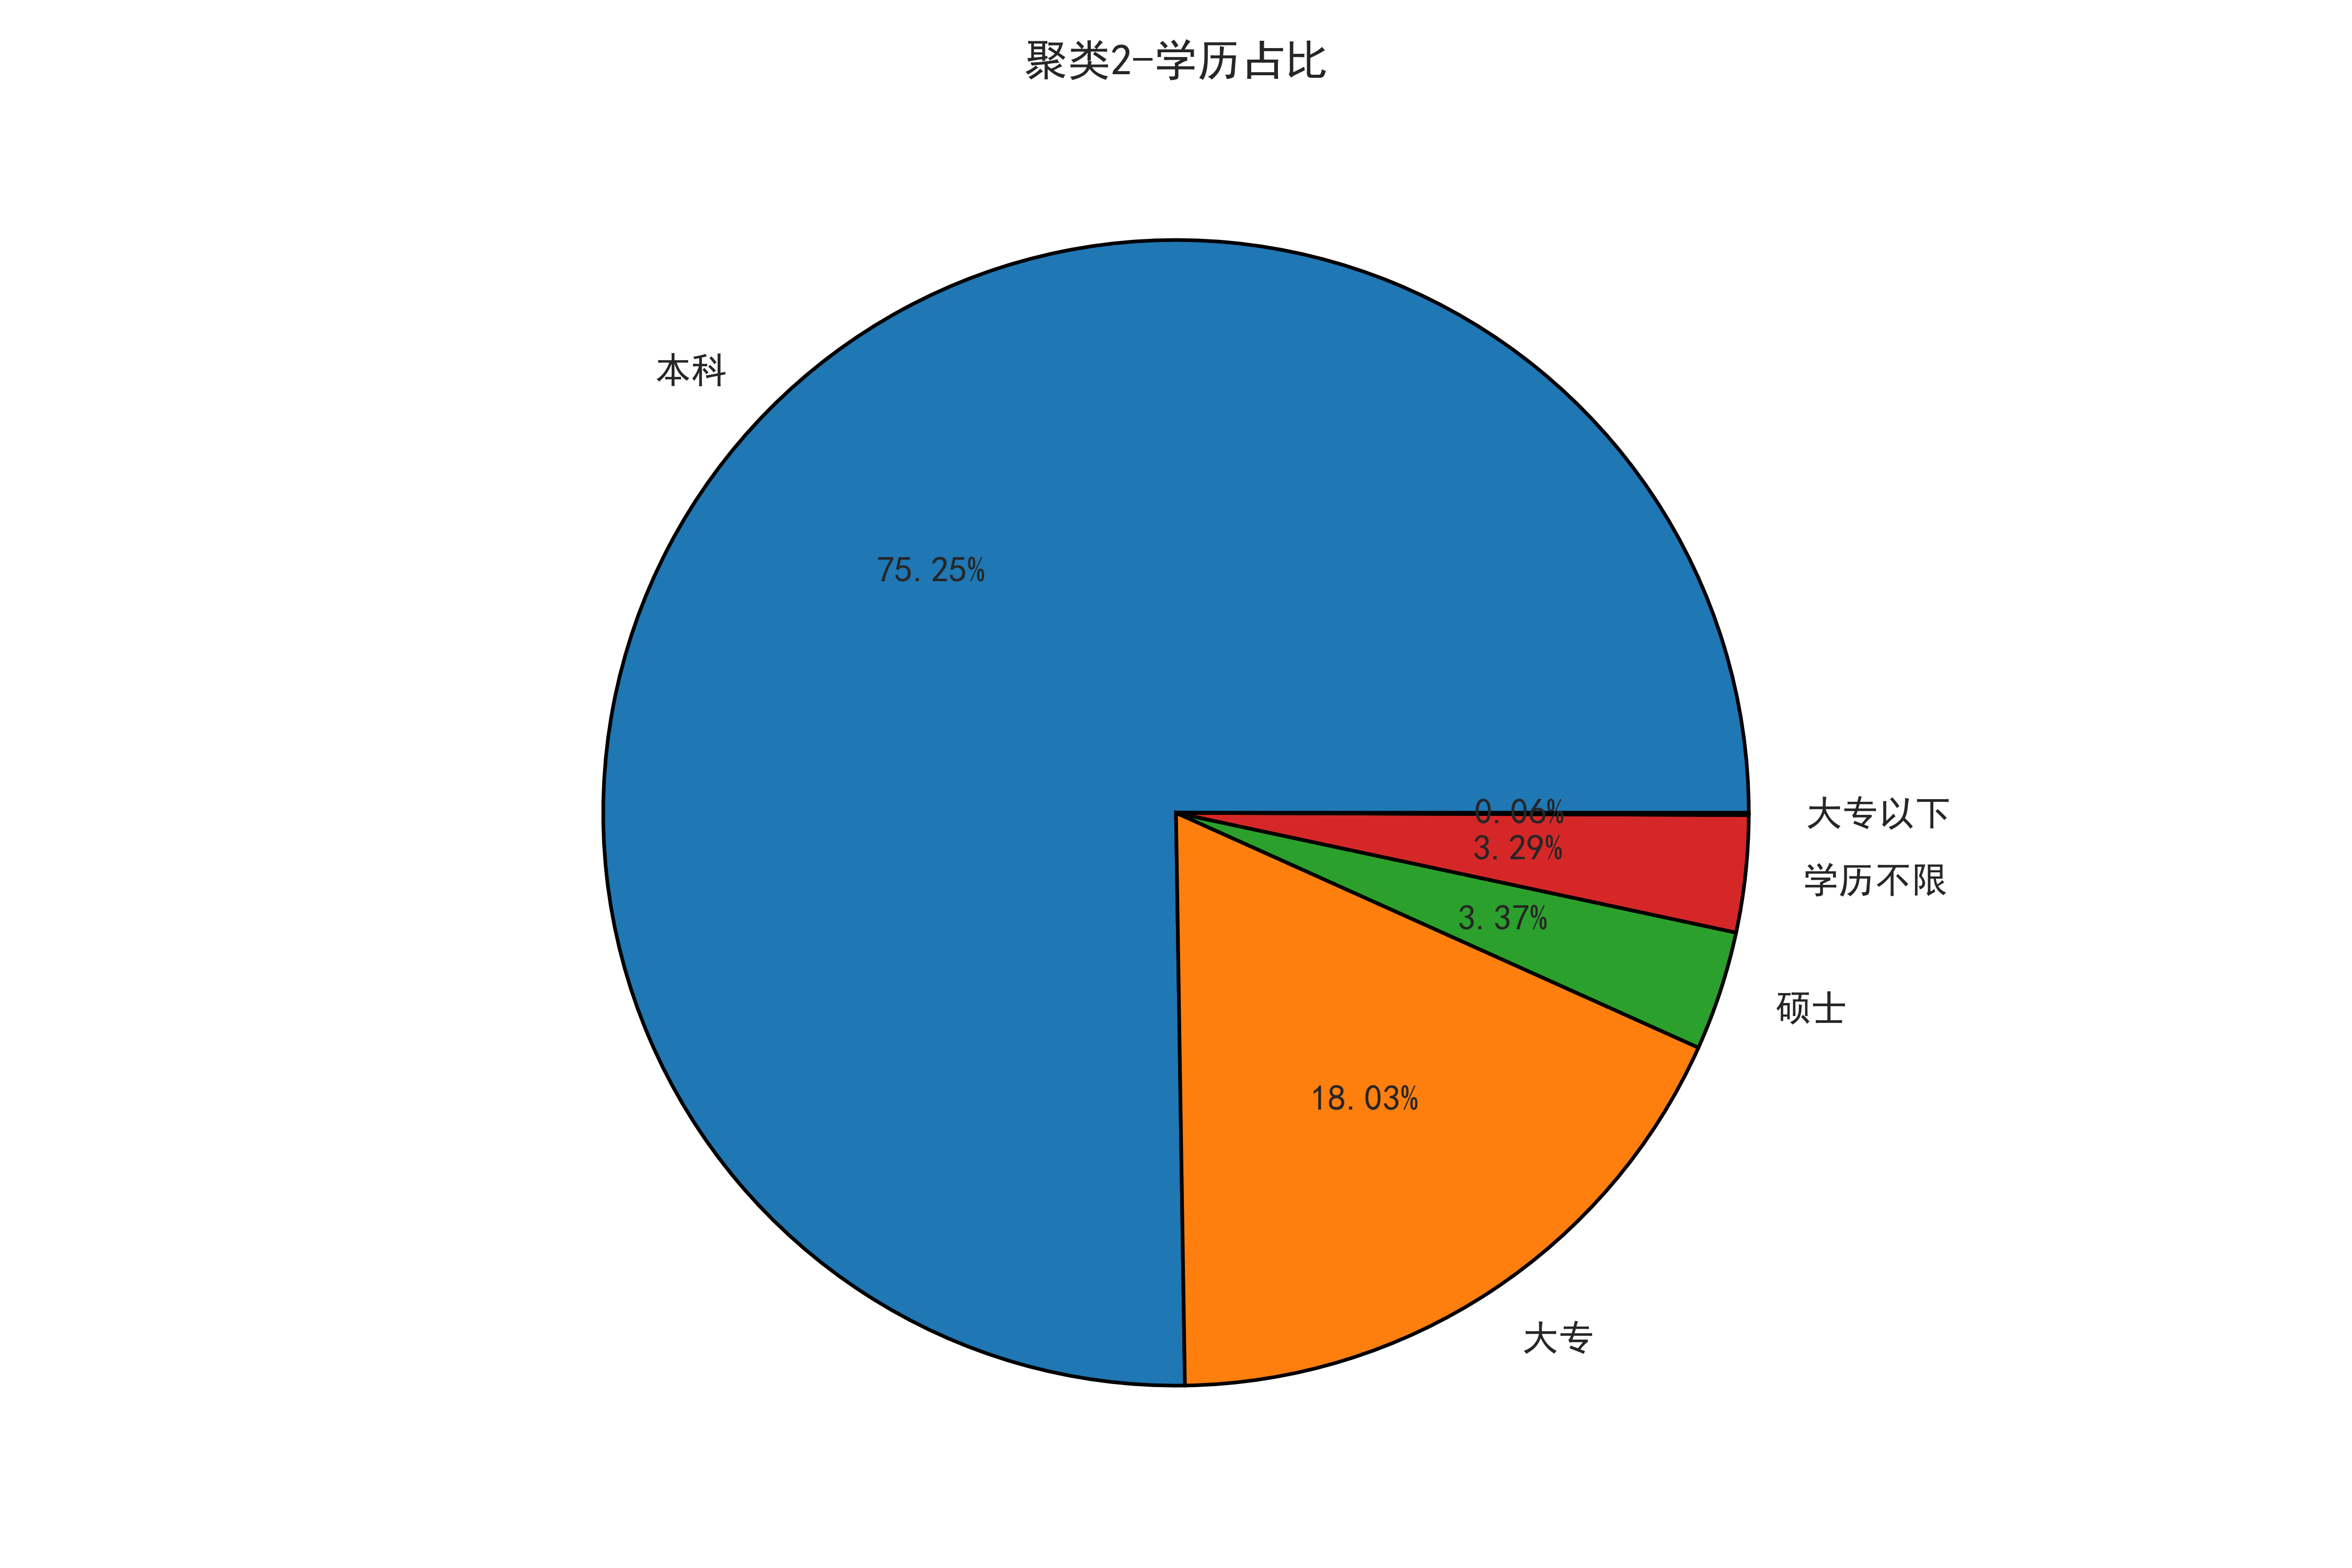 聚类2-学历占比
本科
75.25%
0.06%
大专以下
3.29%
学历不限
3.37%
硕士
18.03%
大专